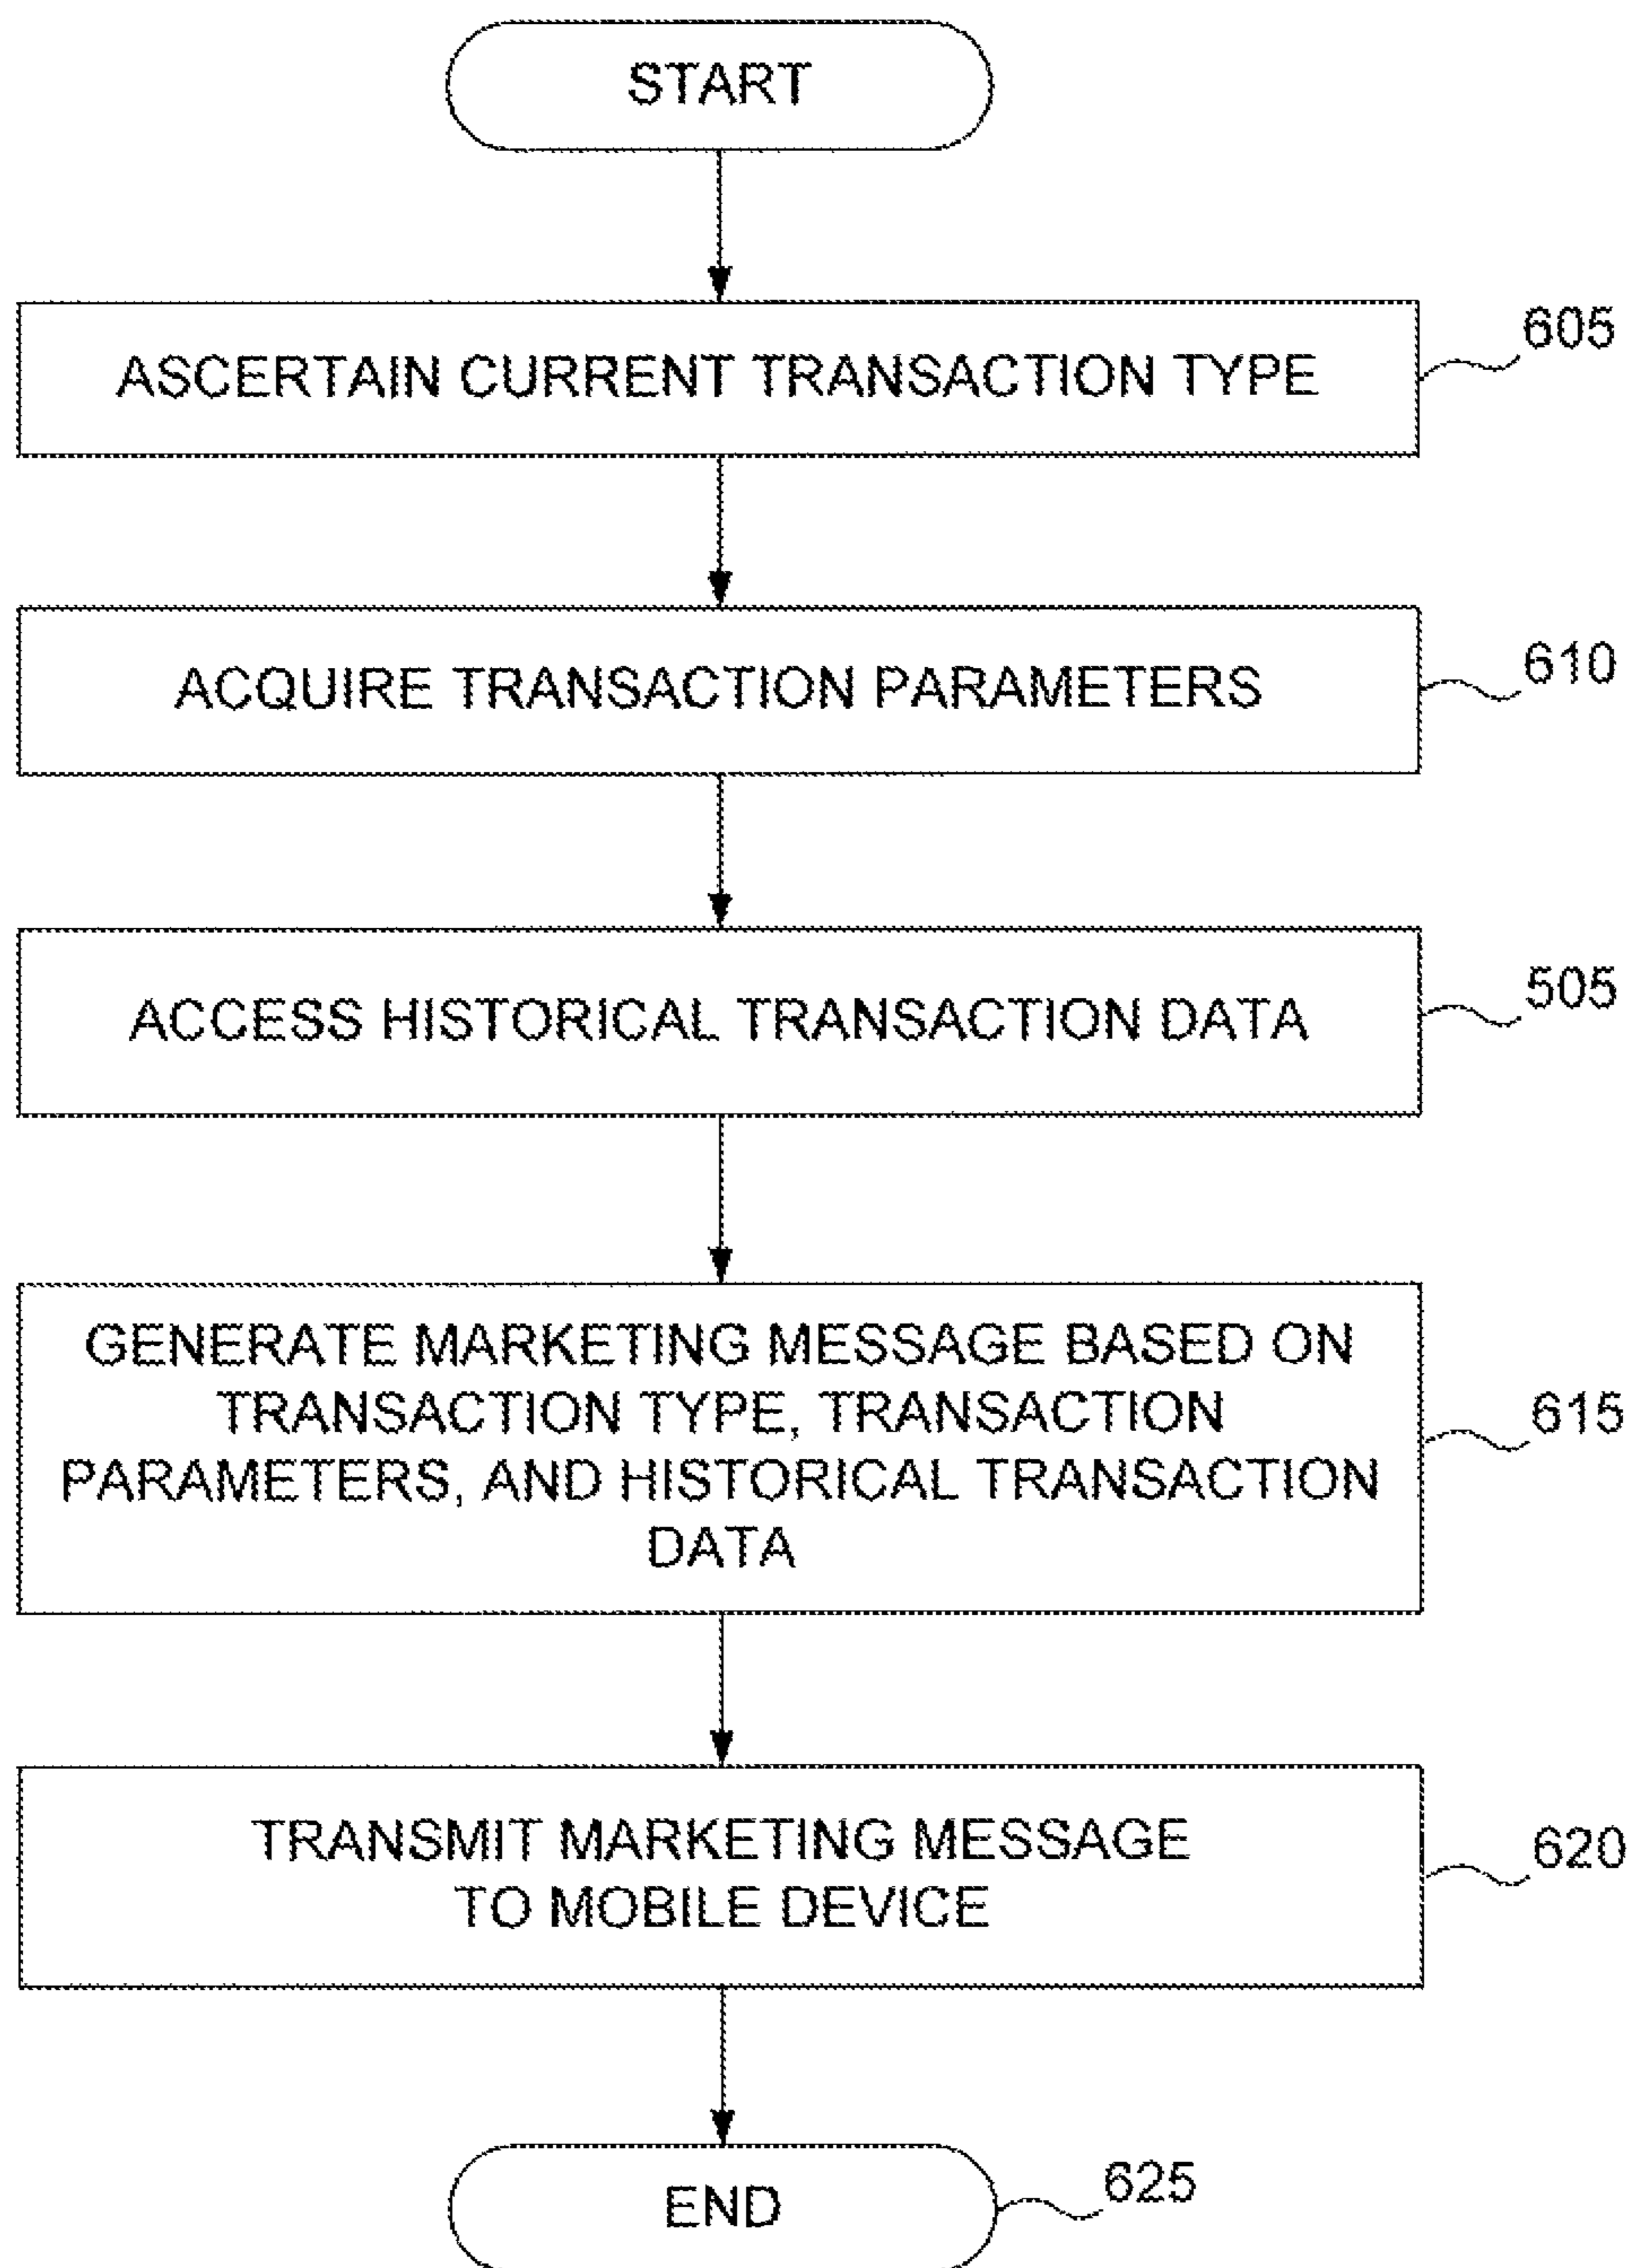 START
ASCERTAIN CURRENT TRANSACTION TYPE
605
ACQUIRE TRANSACTION PARAMETERS
610
ACCESS HISTORICAL TRANSACTION DATA
505
GENERATE MARKETING MESSAGE BASED ON
TRANSACTION TYPE, TRANSACTION
PARAMETERS, AND HISTORICAL TRANSACTION
DATA
615
TRANSMIT MARKETING MESSAGE
TO MOBILE DEVICE
620
END
625